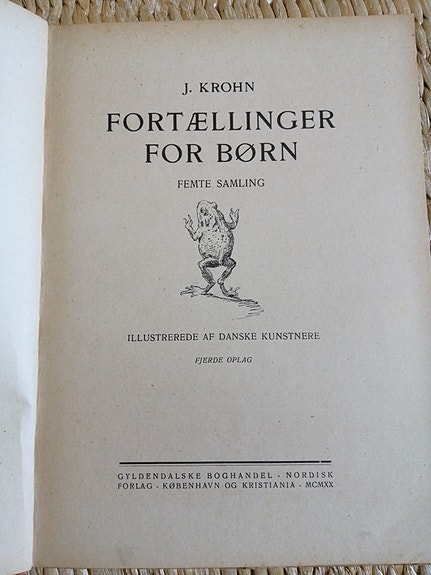 J. KROHN
FORTÆLLINGER
FOR BØRN
FEMTE SAMLING
ILLUSTREREDE AF DANSKE KUNSTNERE
FJERDE OPLAG
GYLDENDALSKE BOGHANDEL - NORDISK
FORLAG - KØBENHAVN OG KRISTIANIA - MCMXX